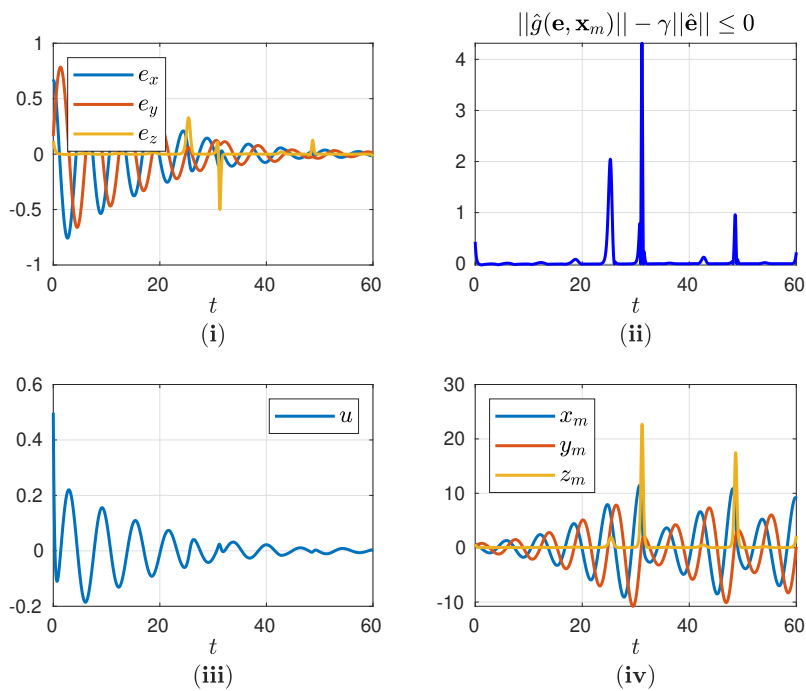 1
0.5
0
-0.5
-1
0 20 40 60
t
(i)
e_x
e_y
e_z
||ĝ(e, x_m)|| − γ||ê|| ≤ 0
4
3
2
1
0
0 20 40 60
t
(ii)
0.6
0.4
0.2
0
-0.2
0 20 40 60
t
(iii)
u
30
20
10
0
-10
0 20 40 60
t
(iv)
x_m
y_m
z_m